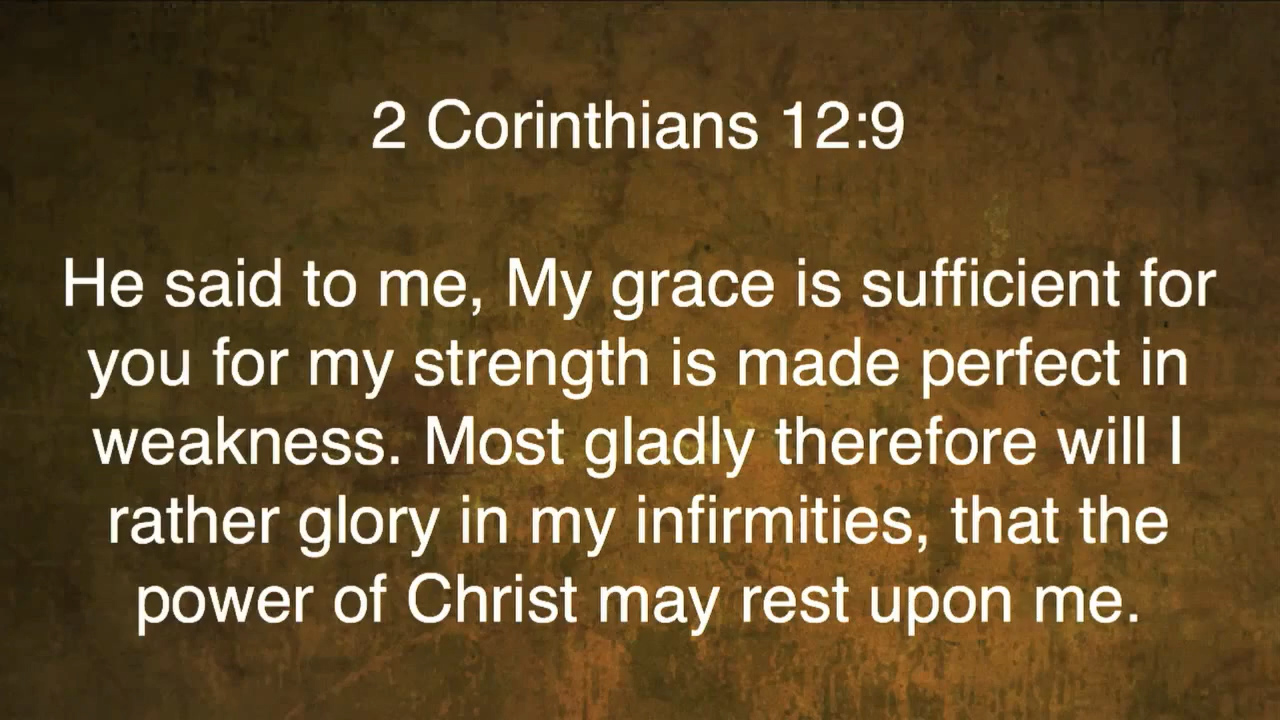 2 Corinthians 12:9
He said to me, My grace is sufficient for
you for my strength is made perfect in
weakness. Most gladly therefore will I
rather glory in my infirmities, that the
power of Christ may rest upon me.